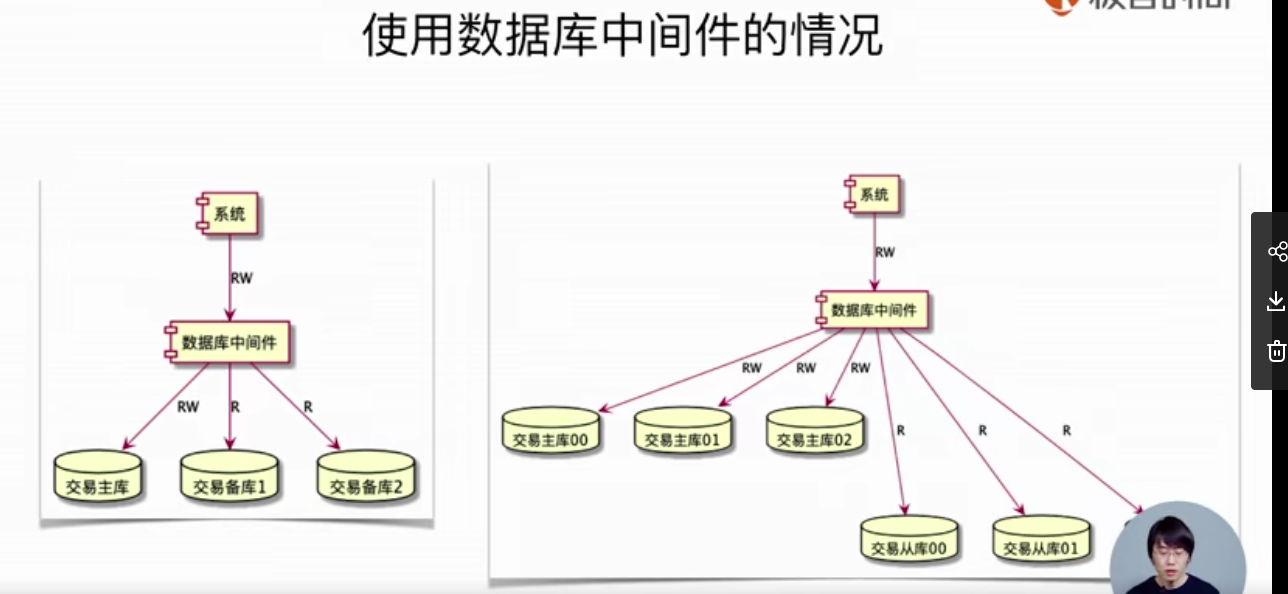 使用数据库中间件的情况
系统
RW
数据库中间件
RW
R
R
交易主库
交易备库1
交易备库2
系统
RW
数据库中间件
RW
RW
RW
交易主库00
交易主库01
交易主库02
R
R
R
交易从库00
交易从库01